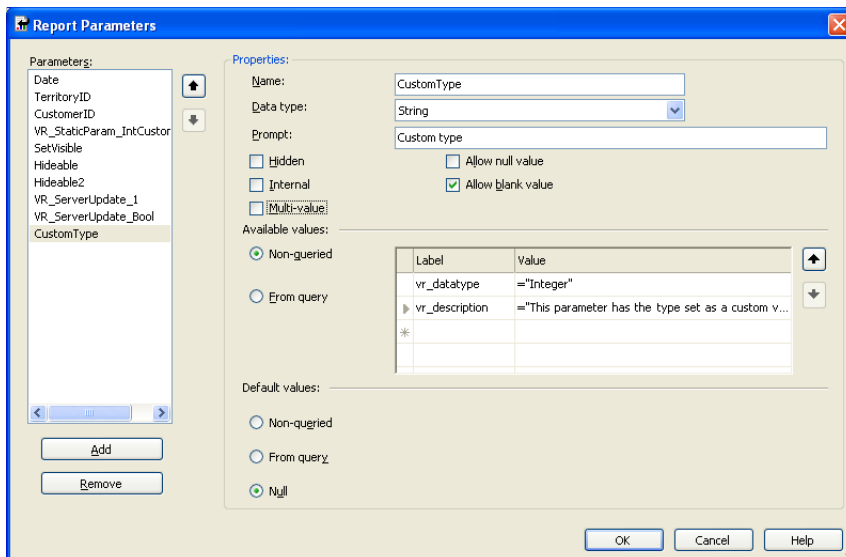 Report Parameters
Parameters:
Date
TerritoryID
CustomerID
VR_StaticParam_IntCustor
SetVisible
Hideable
Hideable2
VR_ServerUpdate_1
VR_ServerUpdate_Bool
CustomType
Add
Remove
Properties:
Name: CustomType
Data type: String
Prompt: Custom type
Hidden Allow null value
Internal Allow blank value
Multi-value
Available values:
Non-queried
From query
Label Value
vr_datatype ="Integer"
vr_description ="This parameter has the type set as a custom v...
Default values:
Non-queried
From query
Null
OK Cancel Help